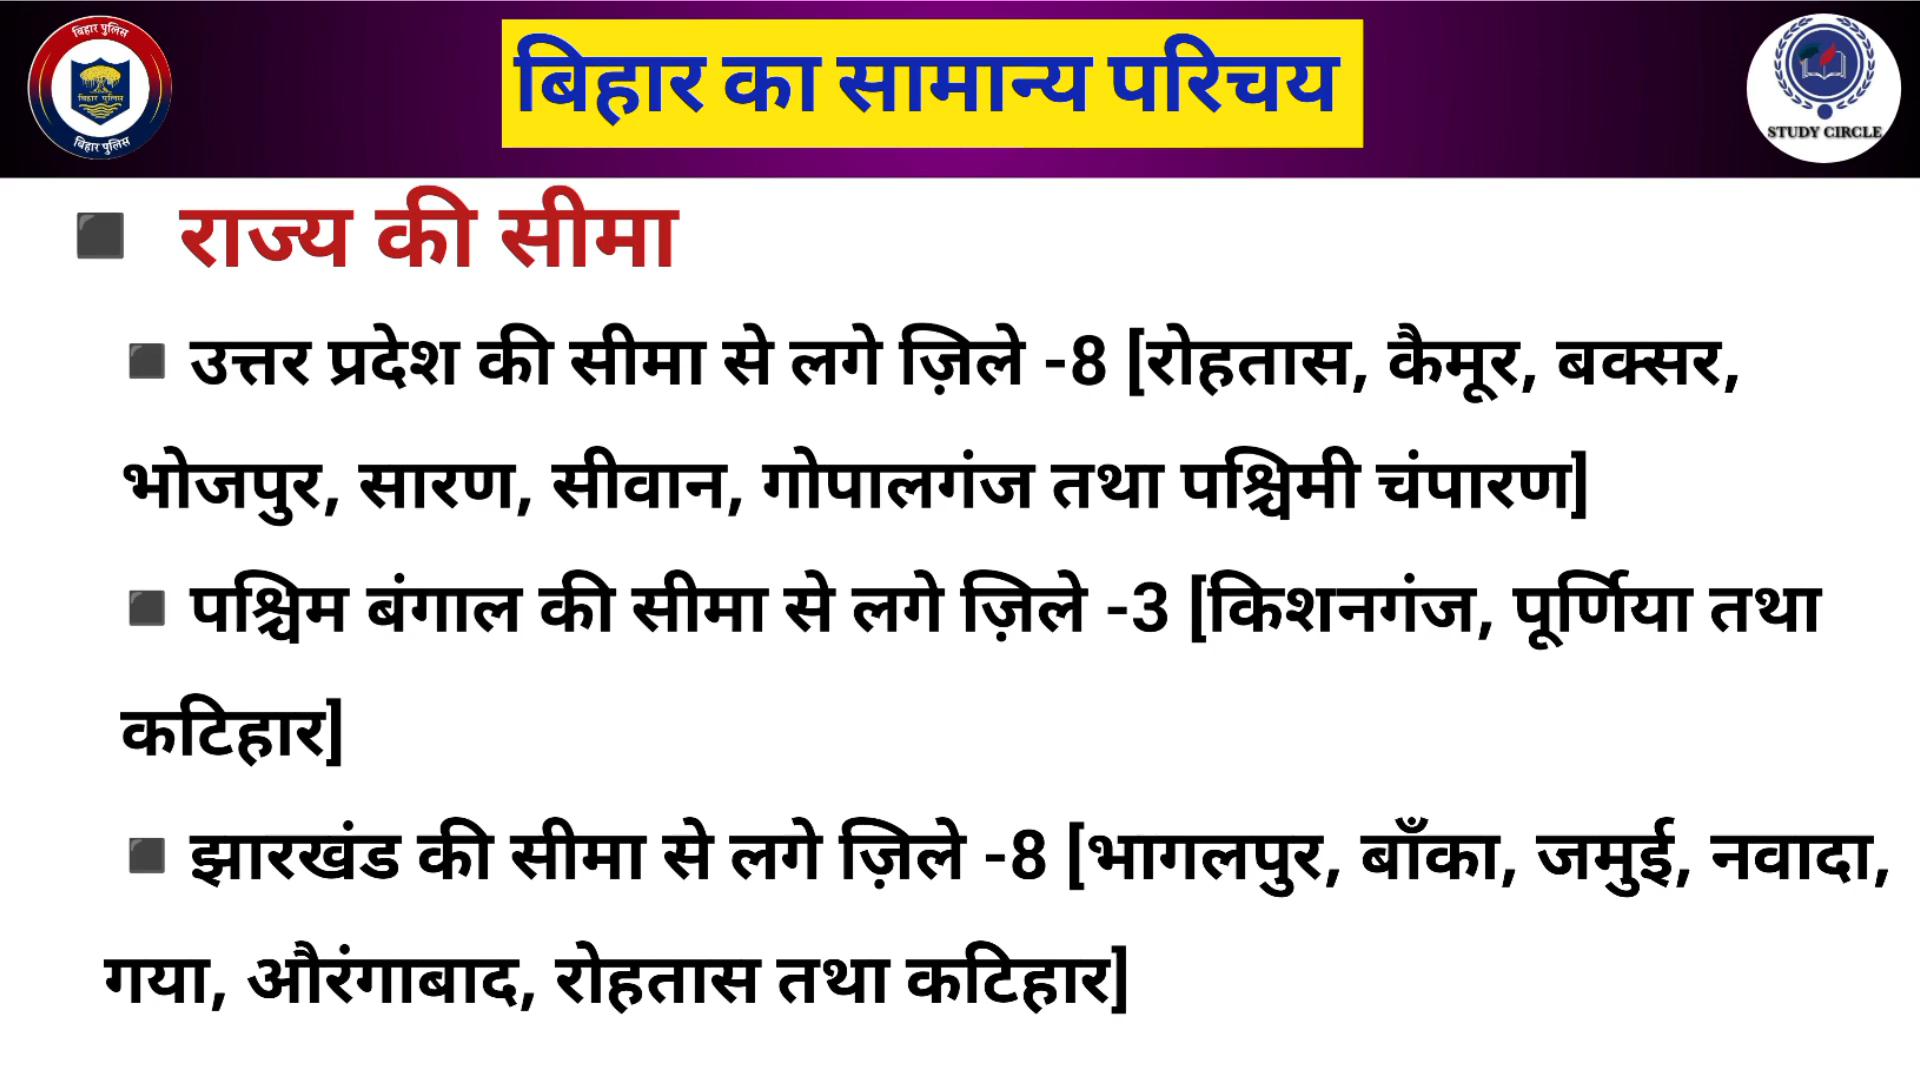 बिहार पुलिस
बिहार पुलिस
बिहार पुलिस
बिहार का सामान्य परिचय
STUDY CIRCLE
राज्य की सीमा
उत्तर प्रदेश की सीमा से लगे ज़िले -8 [रोहतास, कैमूर, बक्सर,
भोजपुर, सारण, सीवान, गोपालगंज तथा पश्चिमी चंपारण]
पश्चिम बंगाल की सीमा से लगे ज़िले -3 [किशनगंज, पूर्णिया तथा
कटिहार]
झारखंड की सीमा से लगे ज़िले -8 [भागलपुर, बाँका, जमुई, नवादा,
गया, औरंगाबाद, रोहतास तथा कटिहार]